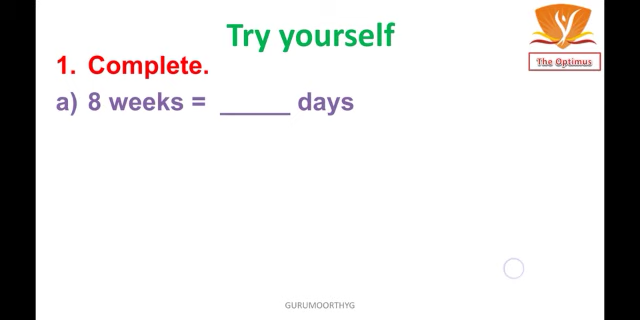 Try yourself
The Optimus
1. Complete.
a) 8 weeks = _____ days
GURUMOORTHYG